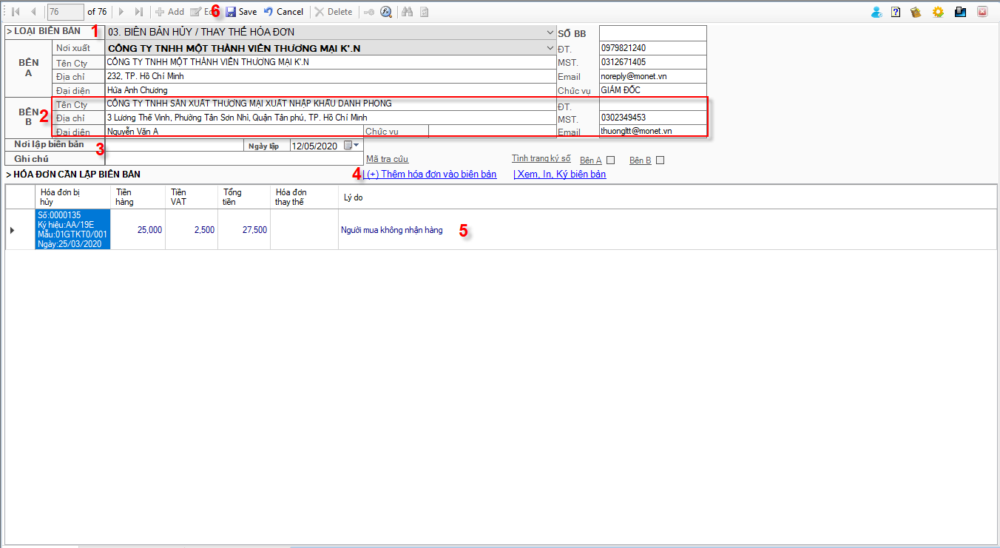 76 of 76 Add Save Cancel Delete
6
> LOẠI BIÊN BẢN 1 03. BIÊN BẢN HỦY / THAY THẾ HÓA ĐƠN SỐ BB
BÊN A
Nơi xuất CÔNG TY TNHH MỘT THÀNH VIÊN THƯƠNG MẠI K'.N ĐT. 0979821240
Tên Cty CÔNG TY TNHH MỘT THÀNH VIÊN THƯƠNG MẠI K'.N MST. 0312671405
Địa chỉ 232, TP. Hồ Chí Minh Email noreply@monet.vn
Đại diện Hứa Anh Chương Chức vụ GIÁM ĐỐC
BÊN B 2
Tên Cty CÔNG TY TNHH SẢN XUẤT THƯƠNG MẠI XUẤT NHẬP KHẨU DANH PHONG ĐT.
Địa chỉ 3 Lương Thế Vinh, Phường Tân Sơn Nhì, Quận Tân phú, TP. Hồ Chí Minh MST. 0302349453
Đại diện Nguyễn Văn A Chức vụ Email thuongltt@monet.vn
Nơi lập biên bản 3 Ngày lập 12/05/2020
Ghi chú Mã tra cứu Tình trạng ký số Bên A Bên B
> HÓA ĐƠN CẦN LẬP BIÊN BẢN 4 | (+) Thêm hóa đơn vào biên bản | Xem, In, Ký biên bản
Hóa đơn bị Tiền Tiền Tổng Hóa đơn Lý do
hủy hàng VAT tiền thay thế
Số:0000135
Ký hiệu:AA/19E
Mẫu:01GTKT0/001
Ngày:25/03/2020
25,000 2,500 27,500 Người mua không nhận hàng 5